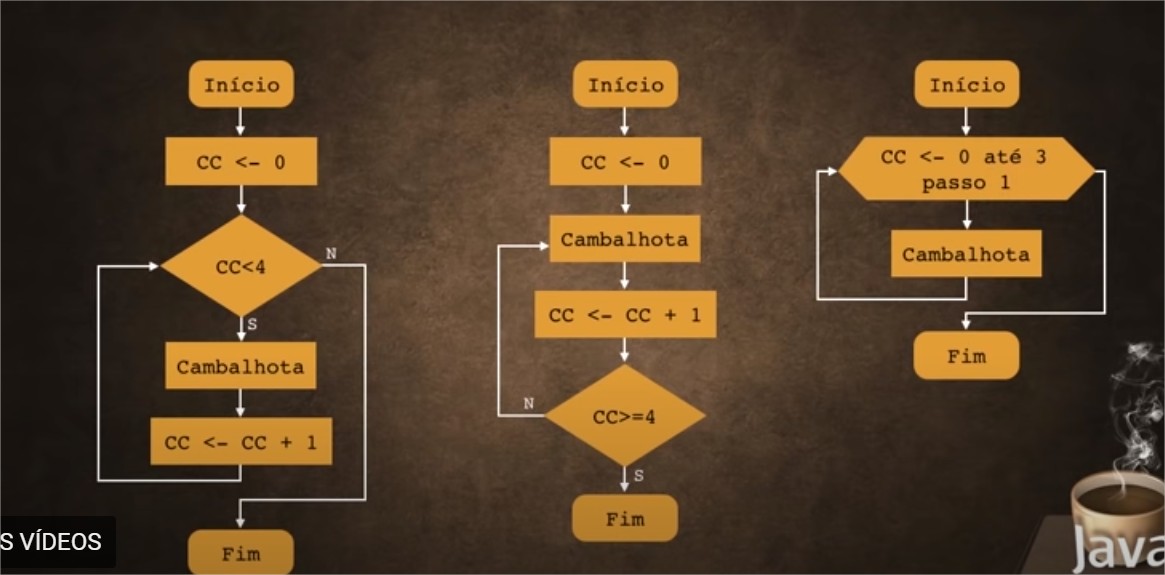 Início
CC <- 0
CC<4
N
S
Cambalhota
CC <- CC + 1
Fim
Início
CC <- 0
Cambalhota
CC <- CC + 1
CC>=4
N
S
Fim
Início
CC <- 0 até 3
passo 1
Cambalhota
Fim
S VÍDEOS
Java